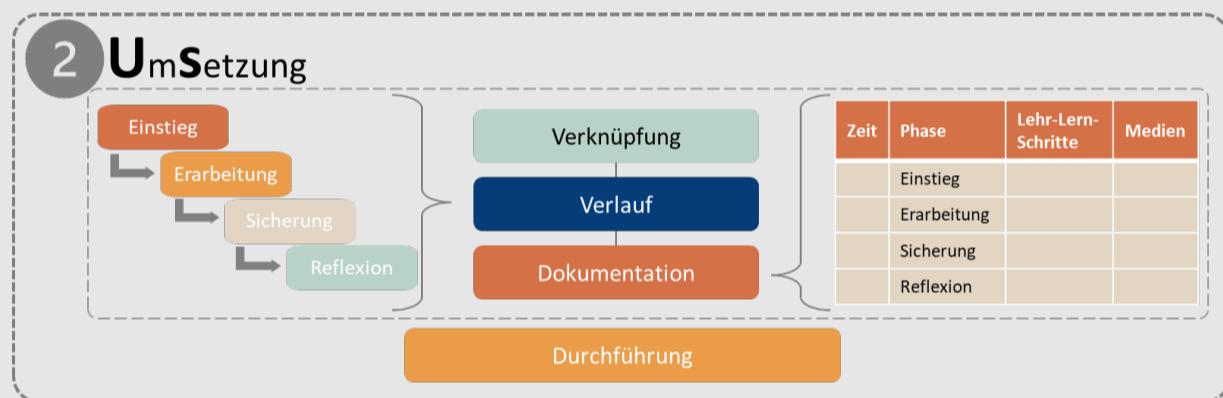 2 UmSetzung
Einstieg
Erarbeitung
Sicherung
Reflexion
Verknüpfung
Verlauf
Dokumentation
Zeit Phase Lehr-Lern-Schritte Medien
Einstieg
Erarbeitung
Sicherung
Reflexion
Durchführung